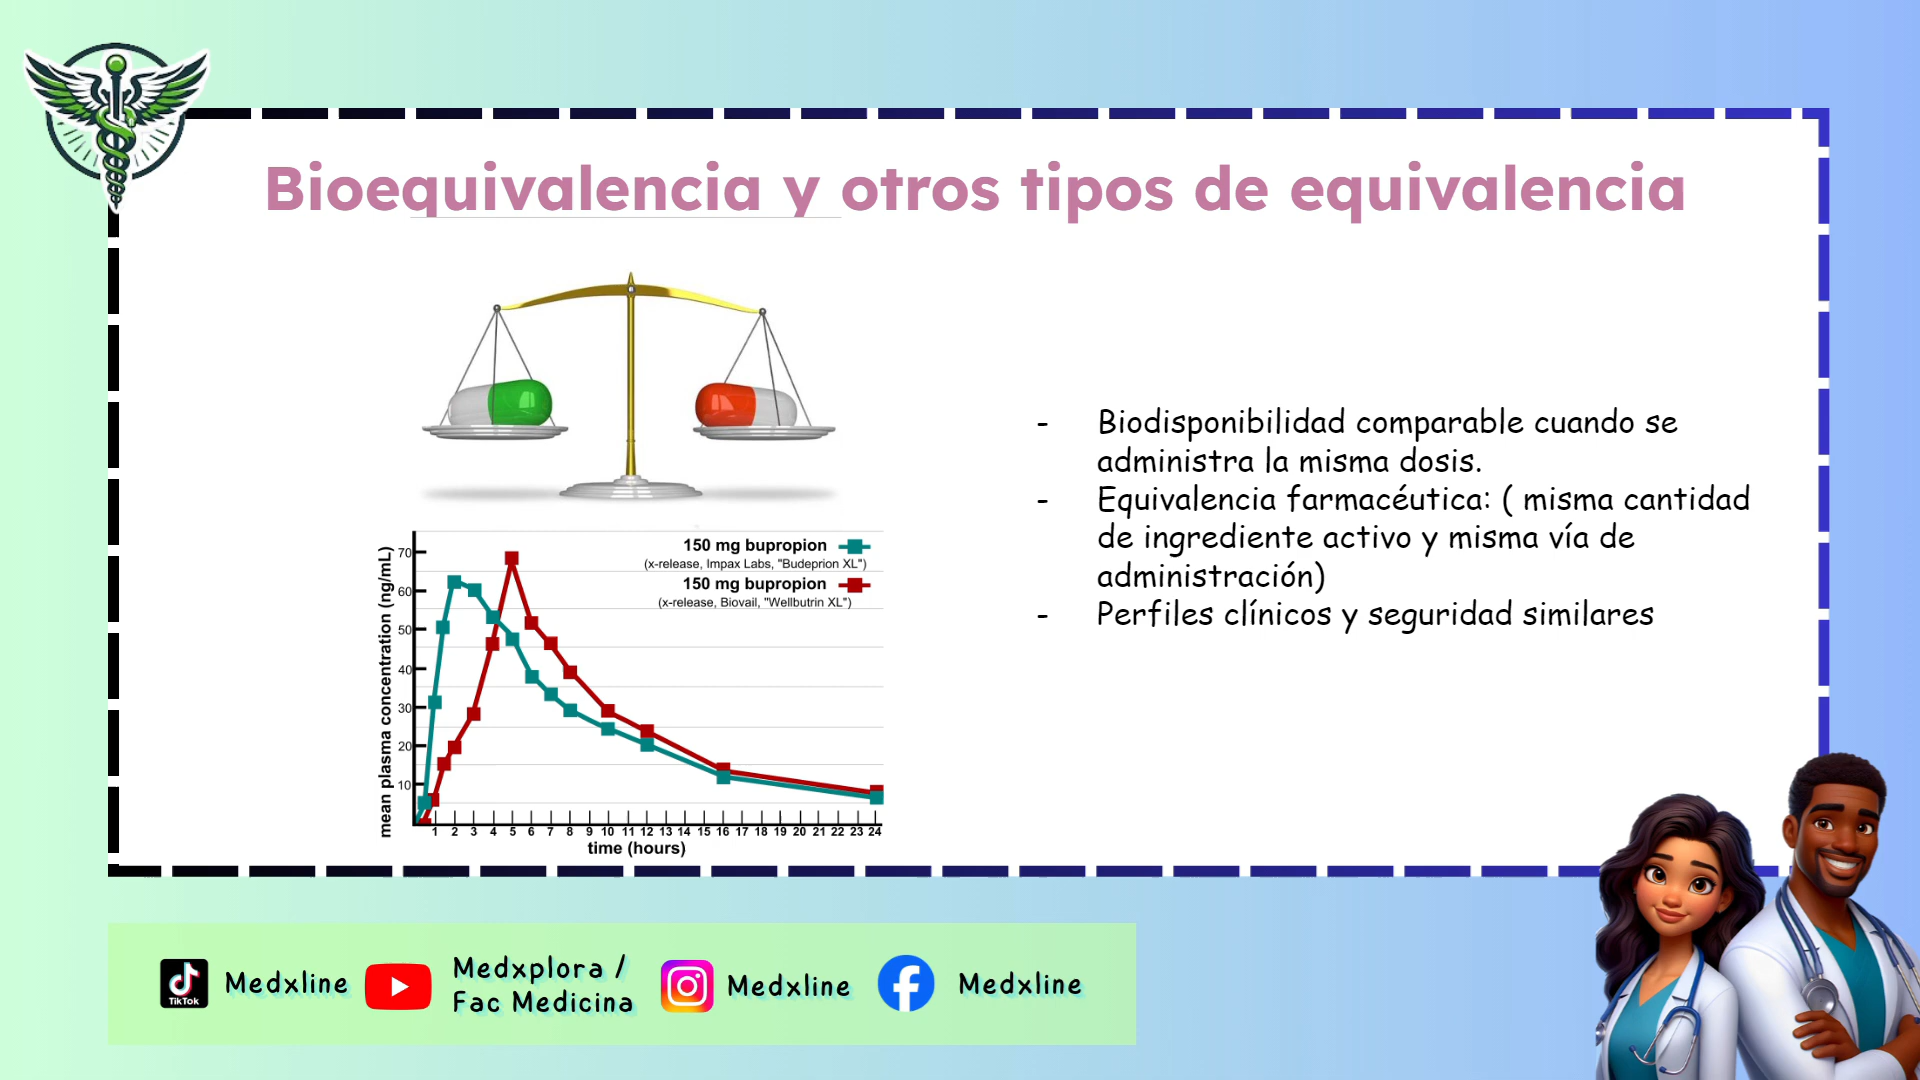 Bioequivalencia y otros tipos de equivalencia
- Biodisponibilidad comparable cuando se
administra la misma dosis.
- Equivalencia farmacéutica: ( misma cantidad
de ingrediente activo y misma vía de
administración)
- Perfiles clínicos y seguridad similares
150 mg bupropion
(x-release, Impax Labs, "Budeprion XL")
150 mg bupropion
(x-release, Biovail, "Wellbutrin XL")
mean plasma concentration (ng/mL)
70
60
50
40
30
20
10
1 2 3 4 5 6 7 8 9 10 11 12 13 14 15 16 17 18 19 20 21 22 23 24
time (hours)
TikTok
Medxline
Medxplora /
Fac Medicina
Medxline
Medxline